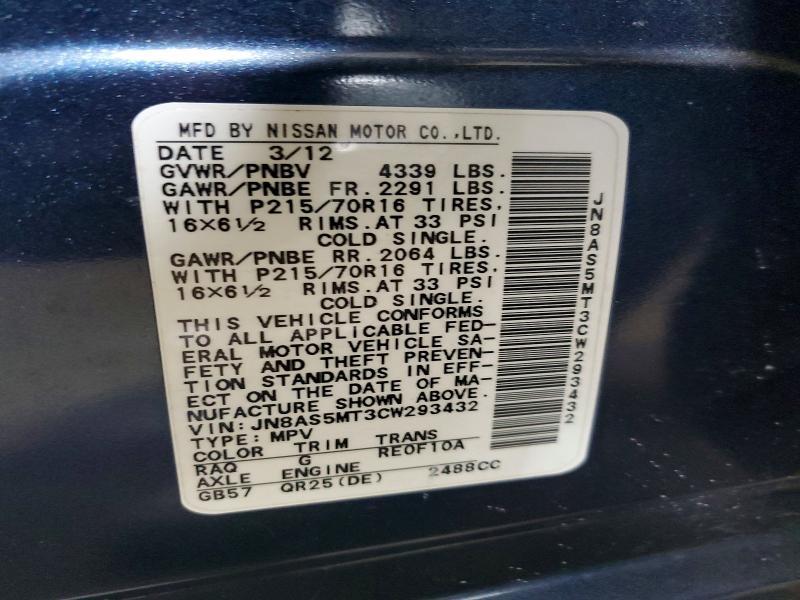 MFD BY NISSAN MOTOR CO.,LTD.
DATE 3/12
GVWR/PNBV 4339 LBS.
GAWR/PNBE FR.2291 LBS.
WITH P215/70R16 TIRES.
16×6½ RIMS.AT 33 PSI
COLD SINGLE.
GAWR/PNBE RR.2064 LBS.
WITH P215/70R16 TIRES.
16×6½ RIMS.AT 33 PSI
COLD SINGLE.
THIS VEHICLE CONFORMS
TO ALL APPLICABLE FED-
ERAL MOTOR VEHICLE SA-
FETY AND THEFT PREVEN-
TION STANDARDS IN EFF-
ECT ON THE DATE OF MA-
NUFACTURE SHOWN ABOVE.
VIN: JN8AS5MT3CW293432
TYPE: MPV
COLOR TRIM TRANS
RAQ G RE0F10A
AXLE ENGINE
GB57 QR25(DE) 2488CC
JN8AS5MT3CW293432